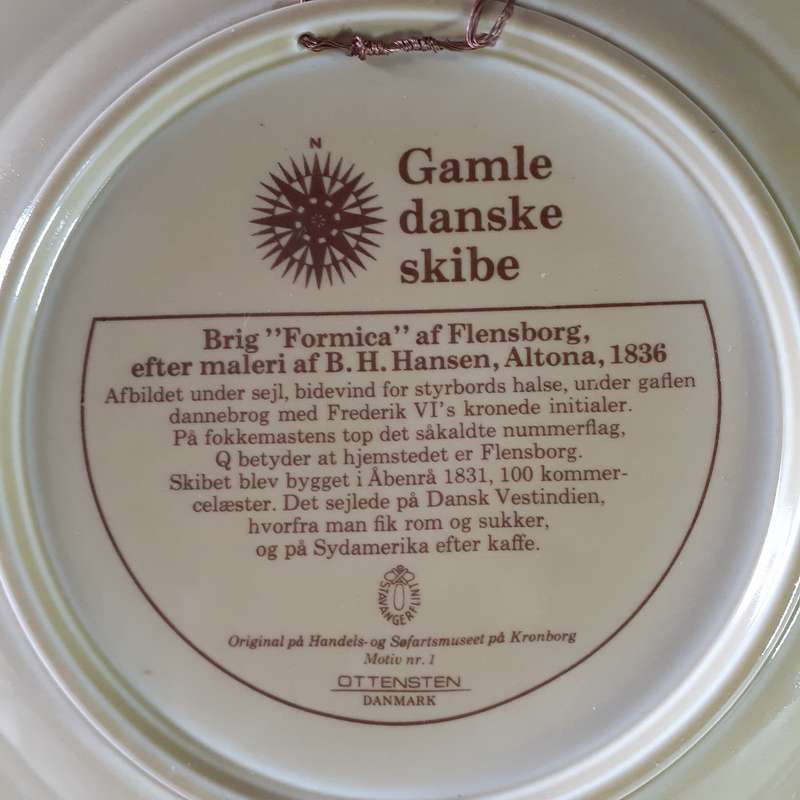 N
Gamle
danske
skibe
Brig "Formica" af Flensborg,
efter maleri af B. H. Hansen, Altona, 1836
Afbildet under sejl, bidevind for styrbords halse, under gaflen
dannebrog med Frederik VI's kronede initialer.
På fokkemastens top det såkaldte nummerflag,
Q betyder at hjemstedet er Flensborg.
Skibet blev bygget i Åbenrå 1831, 100 kommer-
celæster. Det sejlede på Dansk Vestindien,
hvorfra man fik rom og sukker,
og på Sydamerika efter kaffe.
STAVANGERFLINT
Original på Handels- og Søfartsmuseet på Kronborg
Motiv nr. 1
OTTENSTEN
DANMARK